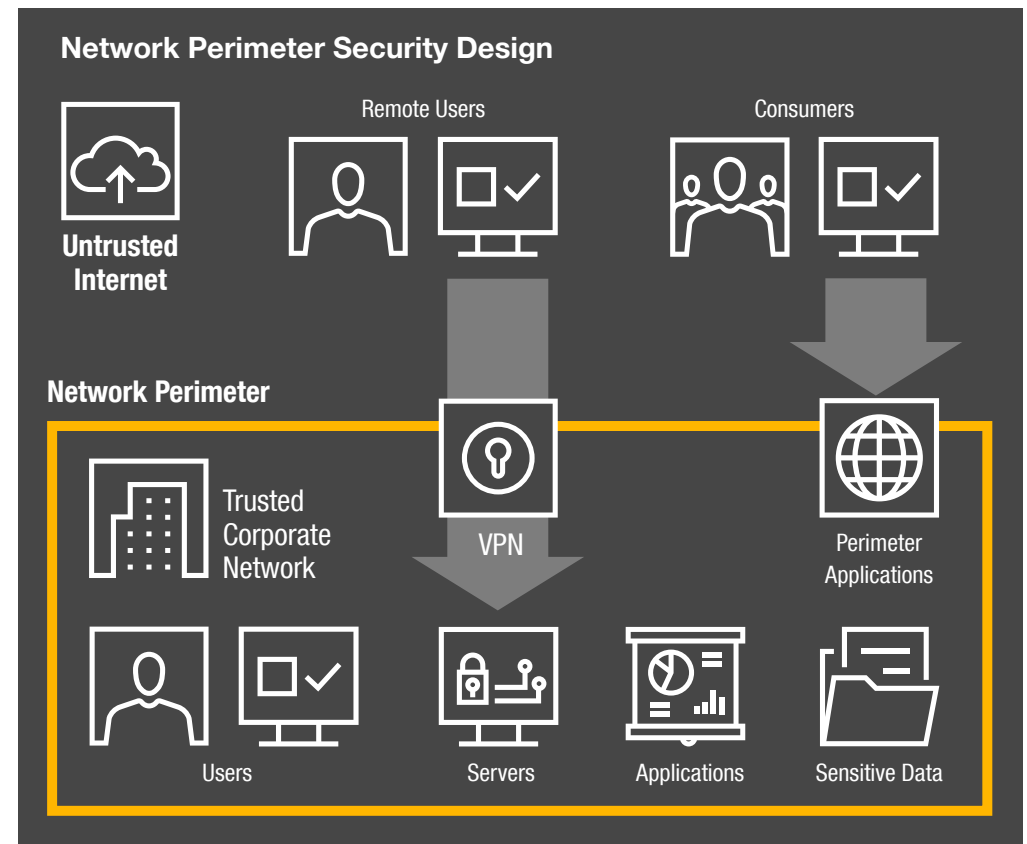 Network Perimeter Security Design
Remote Users
Consumers
Untrusted
Internet
Network Perimeter
Trusted
Corporate
Network
VPN
Perimeter
Applications
Users
Servers
Applications
Sensitive Data